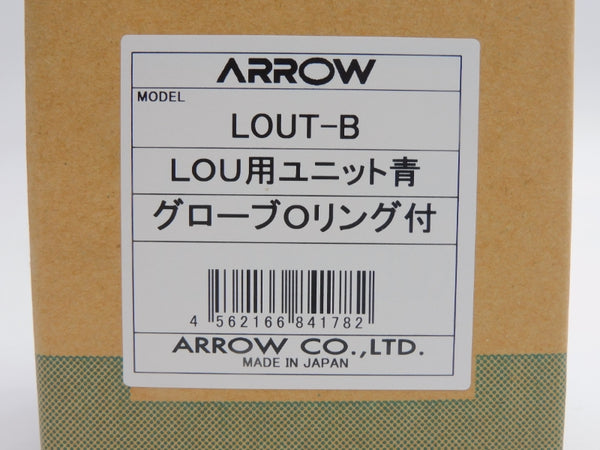 ARROW
MODEL
LOUT-B
LOU用ユニット青
グローブOリング付
4 562166 841782
ARROW CO.,LTD.
MADE IN JAPAN